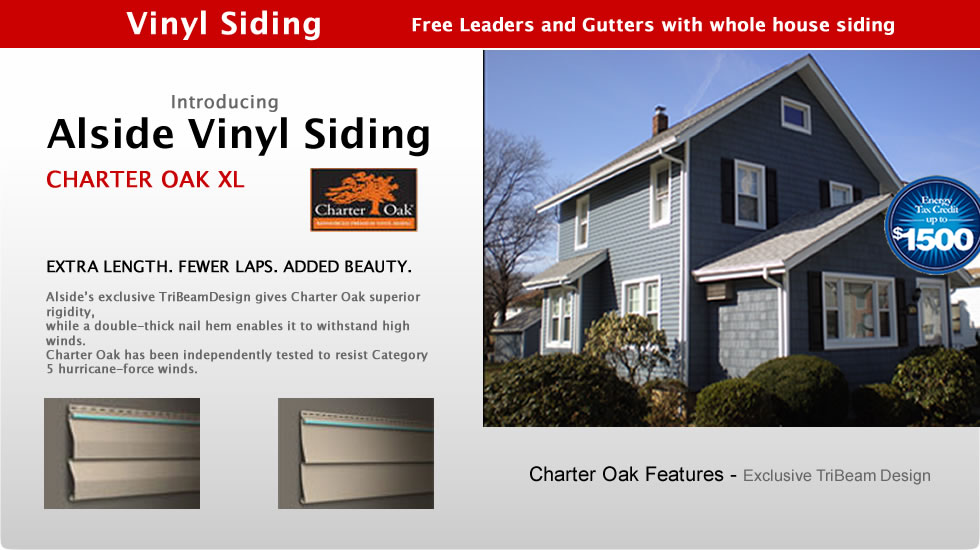 Vinyl Siding
Free Leaders and Gutters with whole house siding
Introducing
Alside Vinyl Siding
CHARTER OAK XL
Charter Oak®
EXTRA LENGTH. FEWER LAPS. ADDED BEAUTY.
Alside's exclusive TriBeamDesign gives Charter Oak superior
rigidity,
while a double-thick nail hem enables it to withstand high
winds.
Charter Oak has been independently tested to resist Category
5 hurricane-force winds.
Energy
Tax Credit
up to
$1500
Charter Oak Features - Exclusive TriBeam Design